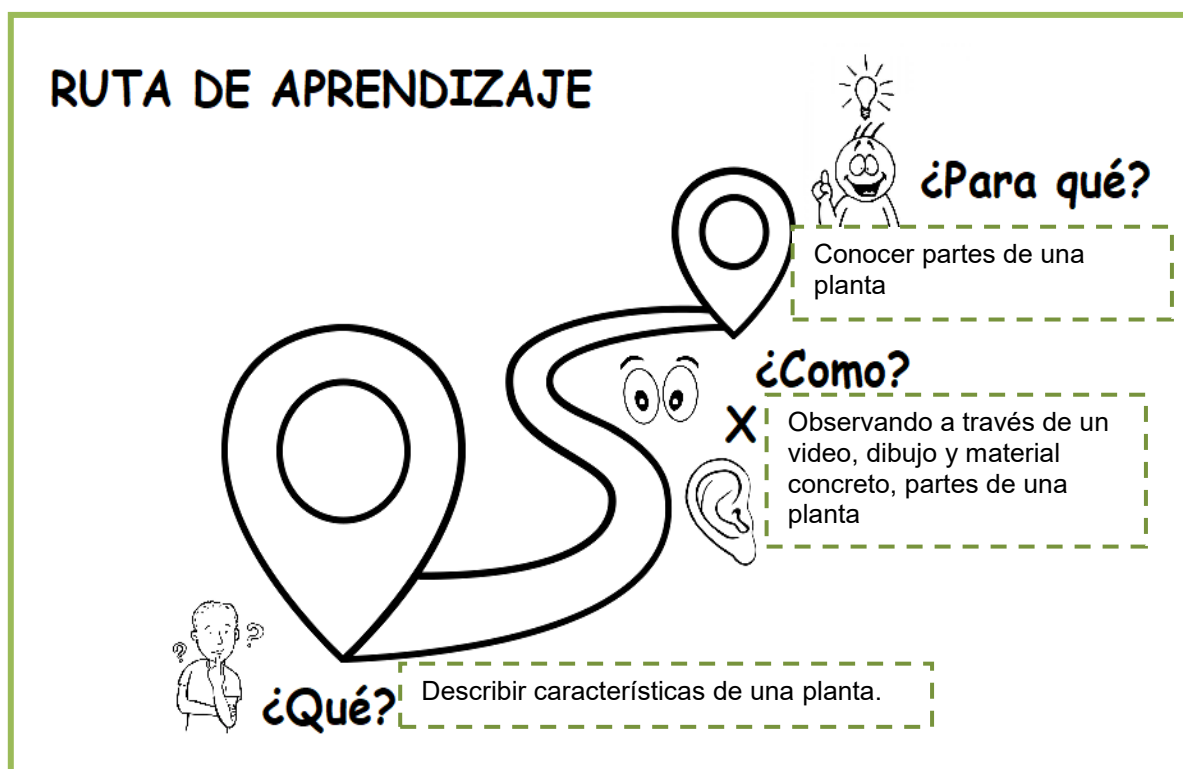 RUTA DE APRENDIZAJE
¿Para qué?
Conocer partes de una
planta
¿Como?
X
Observando a través de un
video, dibujo y material
concreto, partes de una
planta
? ?
¿Qué?
Describir características de una planta.